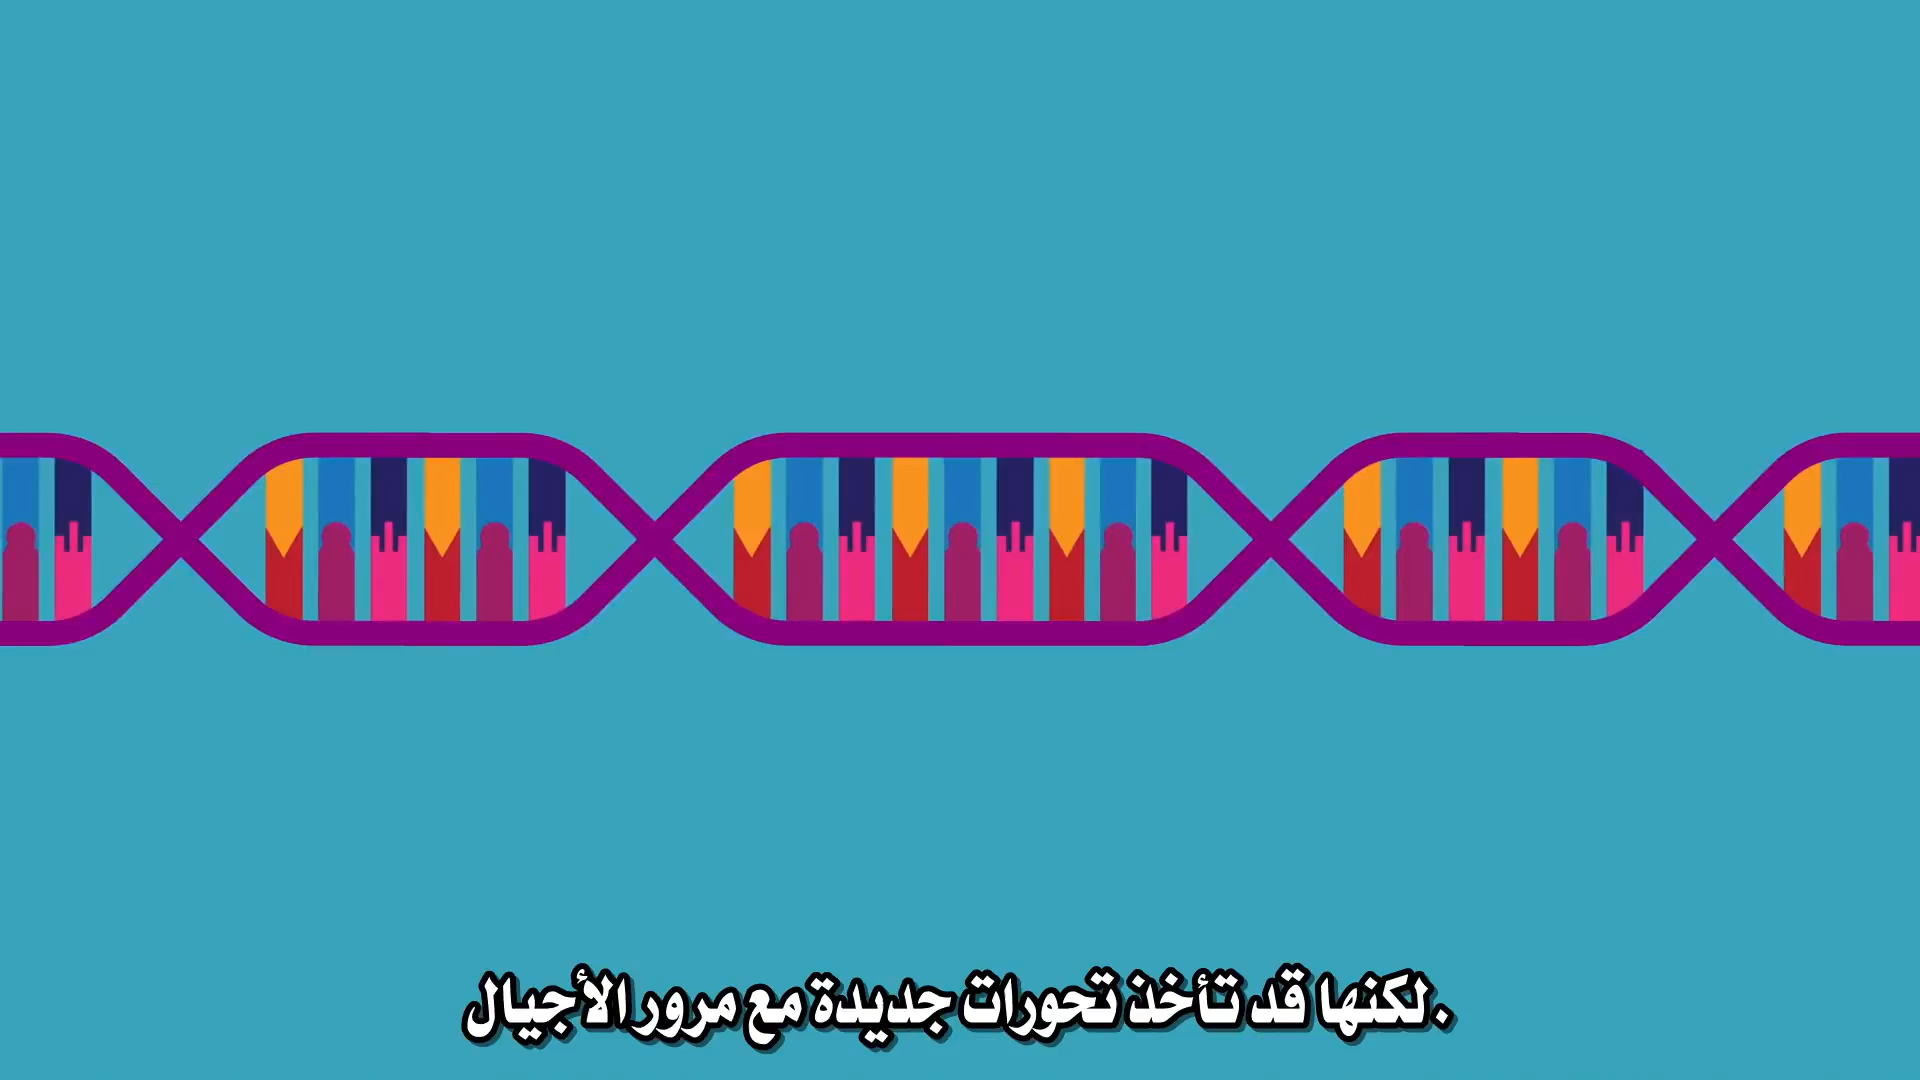 .لكنها قد تأخذ تحورات جديدة مع مرور الأجيال